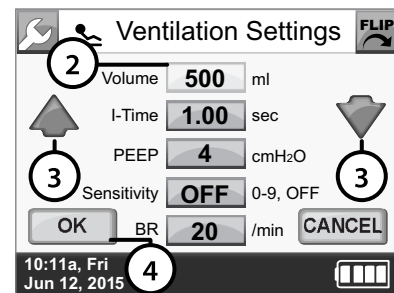 Ventilation Settings FLIP
2
Volume 500 ml
I-Time 1.00 sec
PEEP 4 cmH2O
3 3
Sensitivity OFF 0-9, OFF
OK BR 20 /min CANCEL
4
10:11a, Fri
Jun 12, 2015